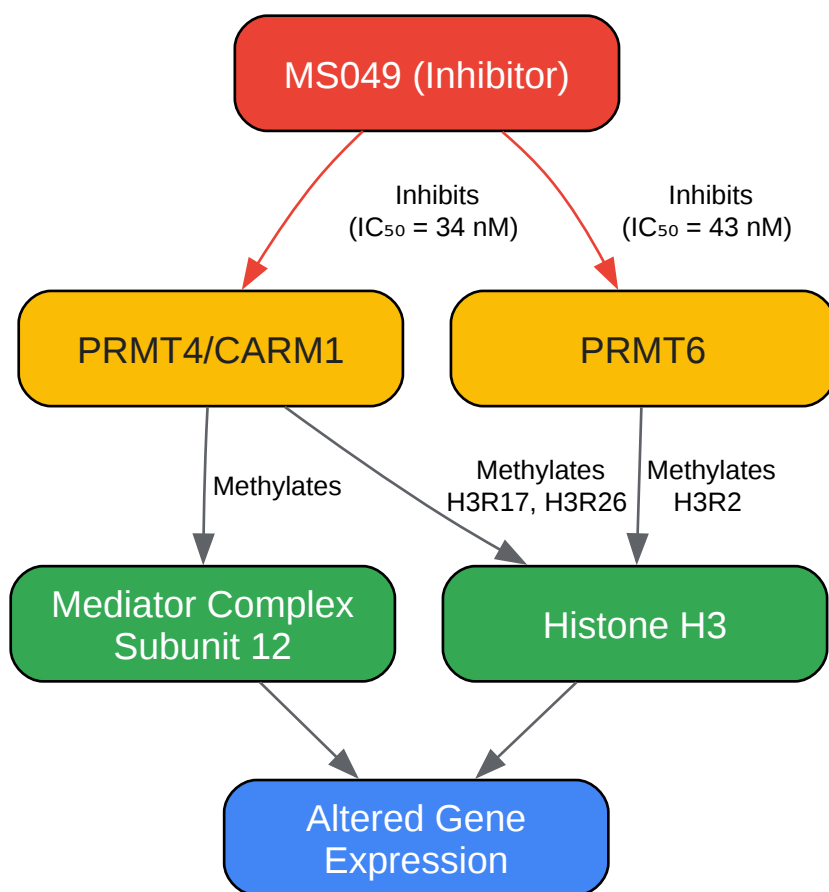 MS049 (Inhibitor)
Inhibits
(IC₅₀ = 34 nM)
Inhibits
(IC₅₀ = 43 nM)
PRMT4/CARM1
PRMT6
Methylates
Methylates
H3R17, H3R26
Methylates
H3R2
Mediator Complex
Subunit 12
Histone H3
Altered Gene
Expression